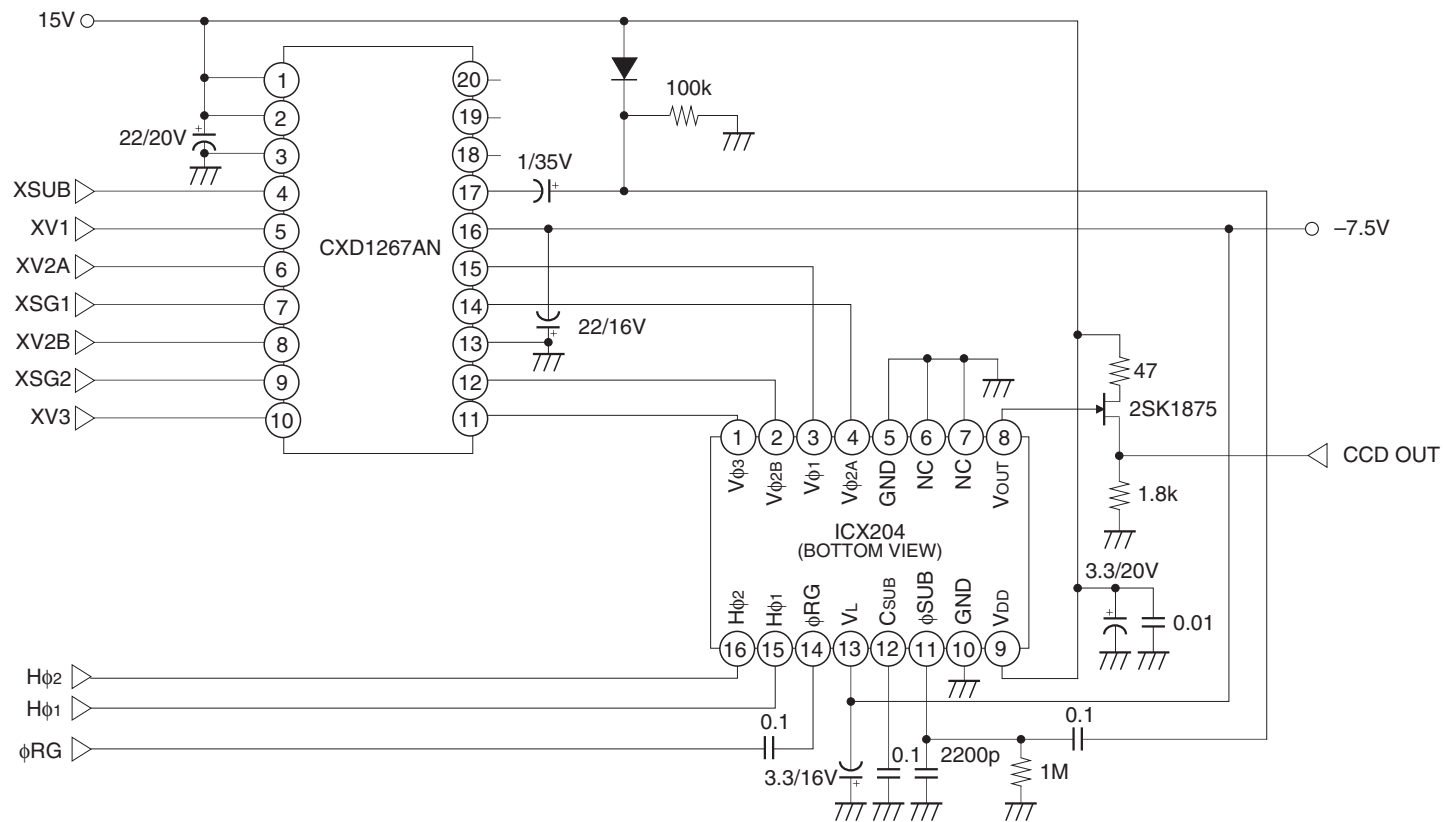 15V
1
20
100k
2
19
22/20V
3
18
1/35V
XSUB
4
17
XV1
5
CXD1267AN
16
–7.5V
XV2A
6
15
XSG1
7
14
22/16V
XV2B
8
13
XSG2
9
12
47
2SK1875
XV3
10
11
1 2 3 4 5 6 7 8
CCD OUT
Vϕ3 Vϕ2B Vϕ1 Vϕ2A GND NC NC VOUT
1.8k
ICX204
(BOTTOM VIEW)
3.3/20V
Hϕ2 Hϕ1 ϕRG VL CSUB ϕSUB GND VDD
0.01
16 15 14 13 12 11 10 9
Hϕ2
Hϕ1
0.1
0.1
ϕRG
3.3/16V
0.1
2200p
1M
+
+
+
+
+